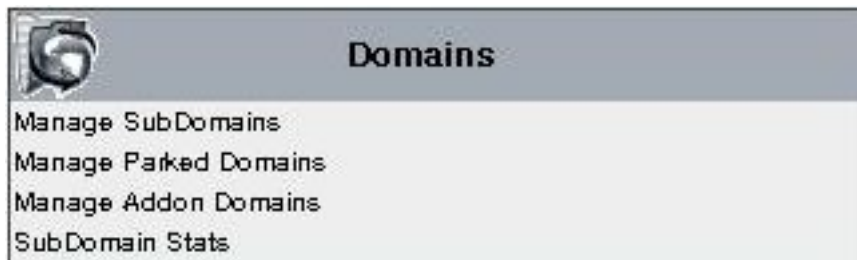 Domains
Manage SubDomains
Manage Parked Domains
Manage Addon Domains
SubDomain Stats